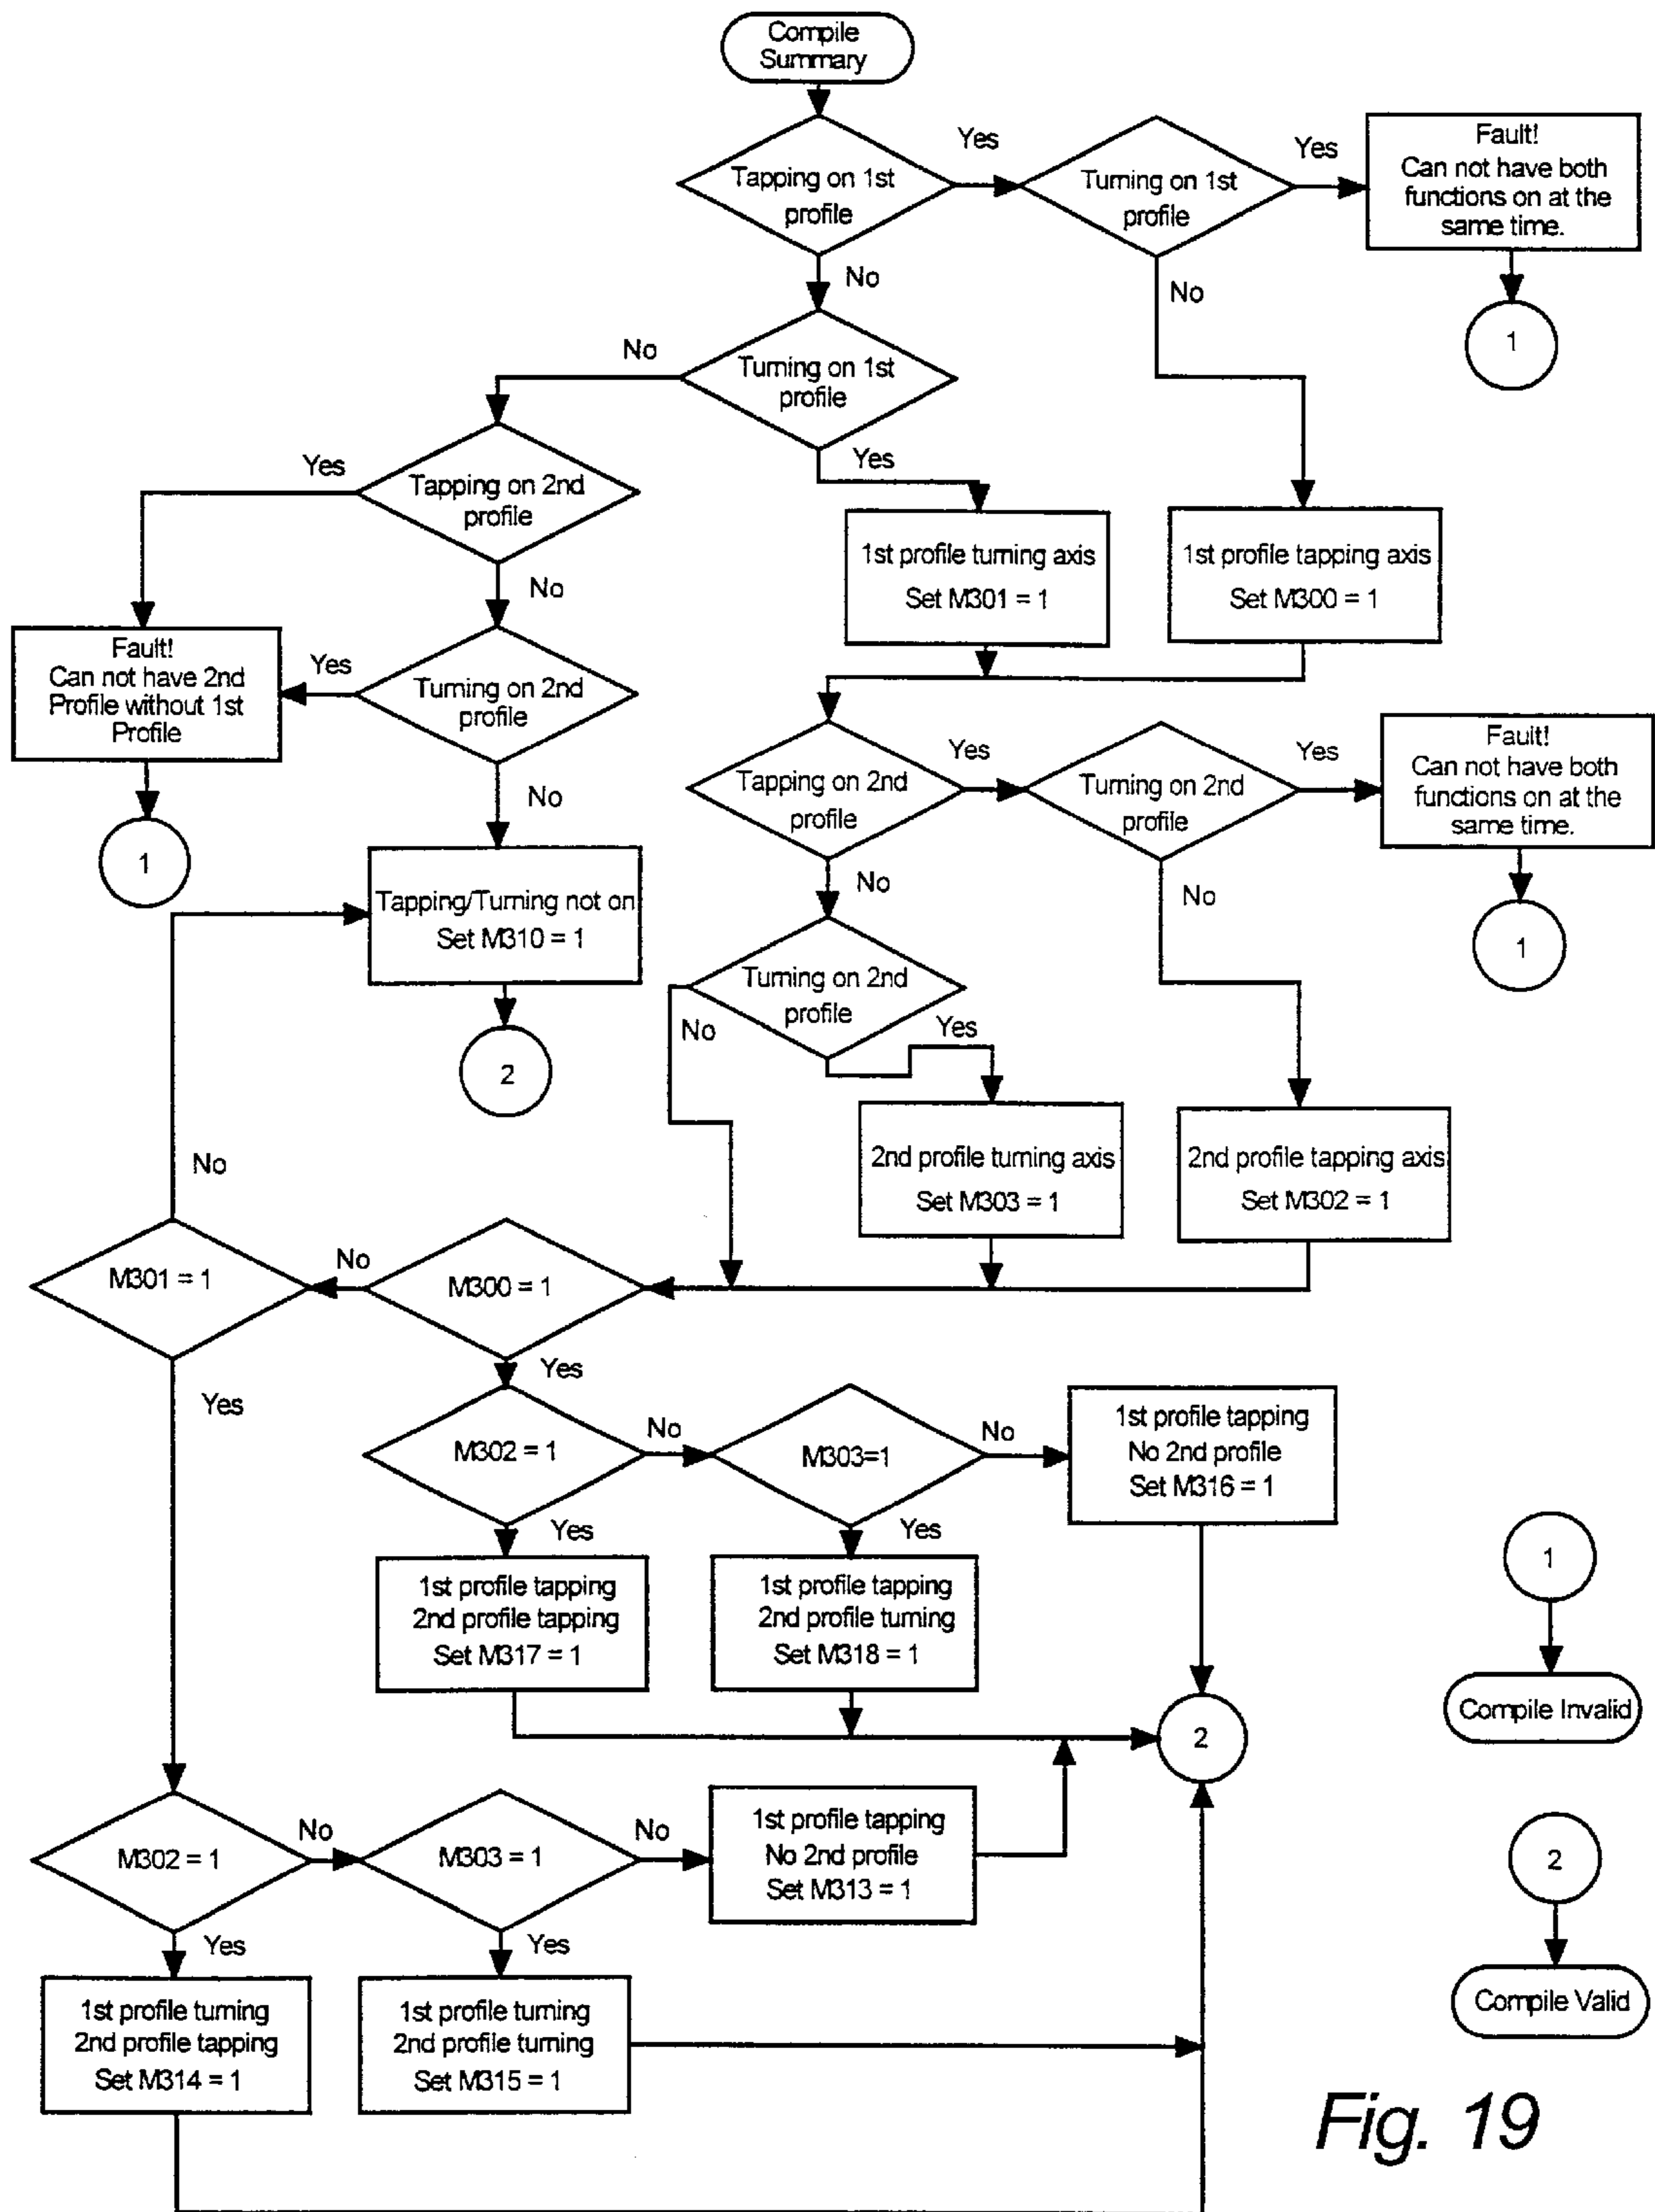 Compile
Summary
Tapping on 1st
profile
Yes
Turning on 1st
profile
Yes
Fault!
Can not have both
functions on at the
same time.
No
No
1
No
Turning on 1st
profile
Yes
Yes
Tapping on 2nd
profile
1st profile turning axis
Set M301 = 1
1st profile tapping axis
Set M300 = 1
No
Fault!
Can not have 2nd
Profile without 1st
Profile
Yes
Turning on 2nd
profile
No
1
Tapping on 2nd
profile
Yes
Turning on 2nd
profile
Yes
Fault!
Can not have both
functions on at the
same time.
No
No
1
Tapping/Turning not on
Set M310 = 1
2
Turning on 2nd
profile
No
Yes
2nd profile turning axis
Set M303 = 1
2nd profile tapping axis
Set M302 = 1
No
M301 = 1
No
M300 = 1
Yes
Yes
M302 = 1
No
M303=1
No
1st profile tapping
No 2nd profile
Set M316 = 1
Yes
Yes
1st profile tapping
2nd profile tapping
Set M317 = 1
1st profile tapping
2nd profile turning
Set M318 = 1
1
Compile Invalid
2
M302 = 1
No
M303 = 1
No
1st profile tapping
No 2nd profile
Set M313 = 1
2
Compile Valid
Yes
Yes
1st profile turning
2nd profile tapping
Set M314 = 1
1st profile turning
2nd profile turning
Set M315 = 1
Fig. 19